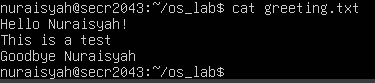 nuraisyah@secr2043:~/os_lab$ cat greeting.txt
Hello Nuraisyah!
This is a test
Goodbye Nuraisyah
nuraisyah@secr2043:~/os_lab$